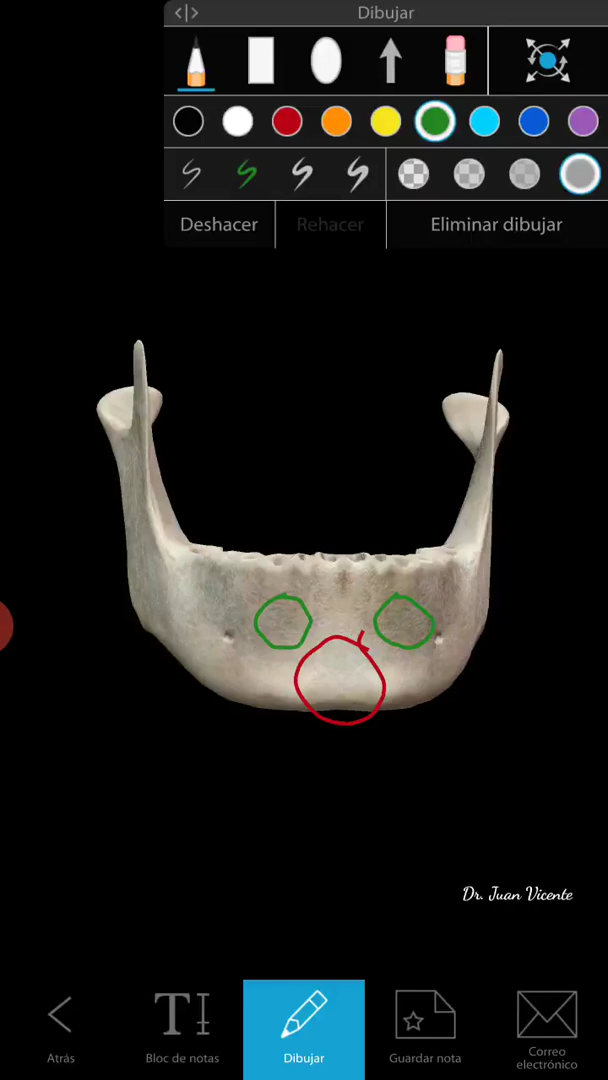 Dibujar
Deshacer
Rehacer
Eliminar dibujar
Dr. Juan Vicente
Atrás
Bloc de notas
Dibujar
Guardar nota
Correo
electrónico